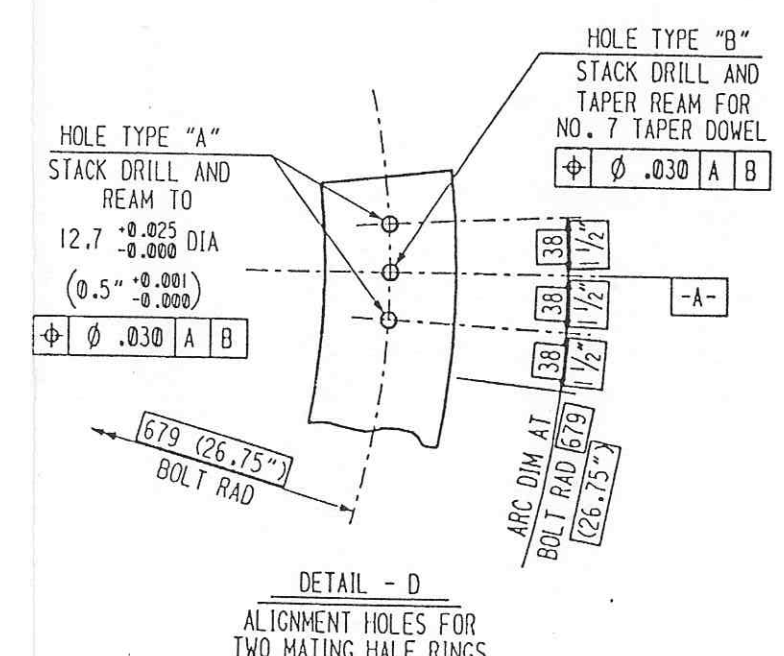 HOLE TYPE "B"
STACK DRILL AND
TAPER REAM FOR
NO. 7 TAPER DOWEL
⌖ Ø .030 A B
HOLE TYPE "A"
STACK DRILL AND
REAM TO
12.7 +0.025 -0.000 DIA
(0.5" +0.001 -0.000)
⌖ Ø .030 A B
38 1 1/2"
38 1 1/2"
38 1 1/2"
-A-
679 (26.75")
BOLT RAD
ARC DIM AT
BOLT RAD 679
(26.75")
DETAIL - D
ALIGNMENT HOLES FOR
TWO MATING HALF RINGS